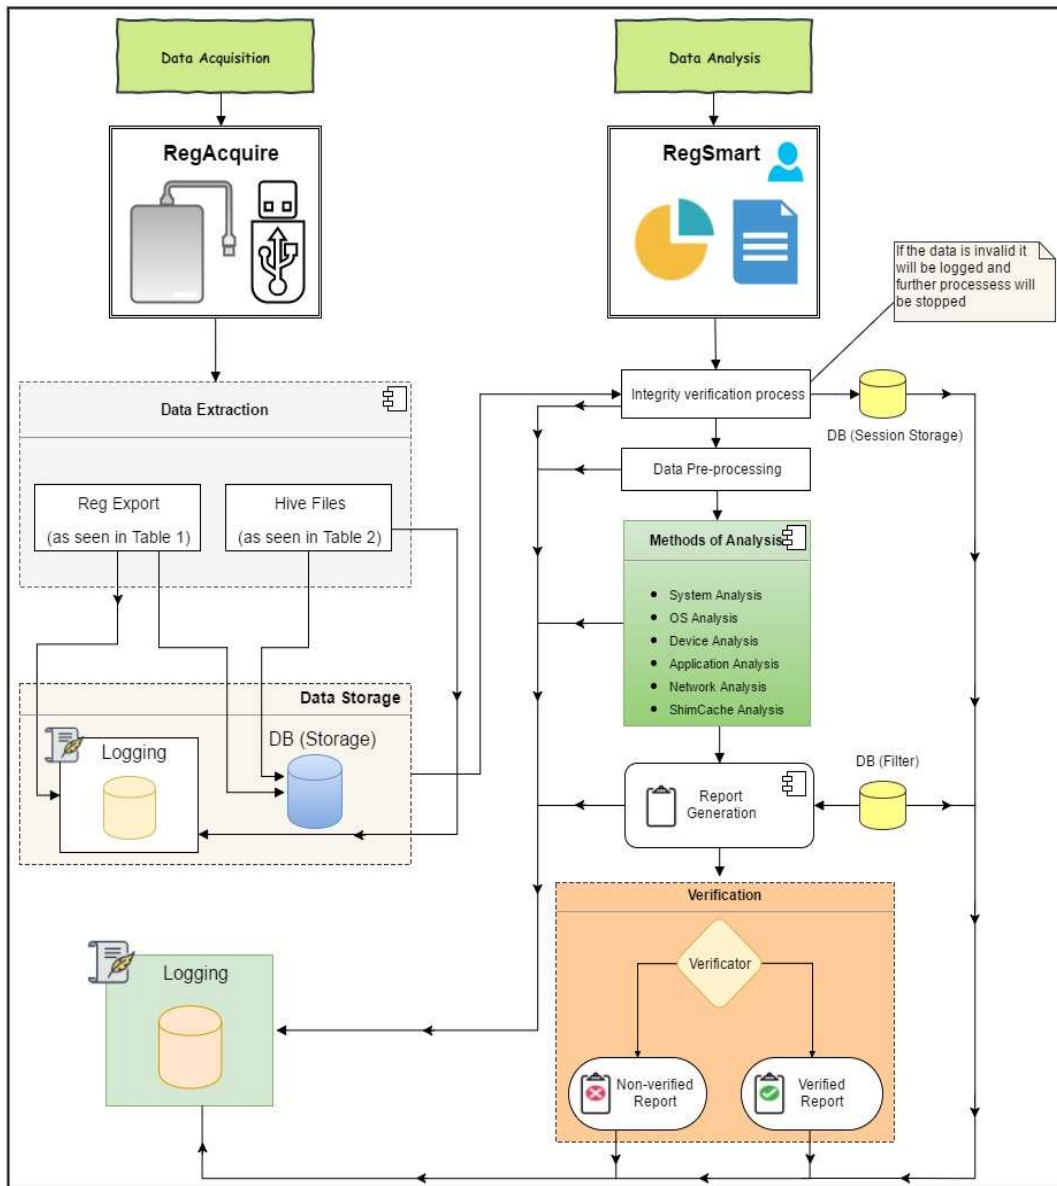 Data Acquisition
Data Analysis
RegAcquire
RegSmart
If the data is invalid it
will be logged and
further processess will
be stopped
Integrity verification process
DB (Session Storage)
Data Extraction
Data Pre-processing
Reg Export
(as seen in Table 1)
Hive Files
(as seen in Table 2)
Methods of Analysis
• System Analysis
• OS Analysis
• Device Analysis
• Application Analysis
• Network Analysis
• ShimCache Analysis
Data Storage
Logging
DB (Storage)
DB (Filter)
Report
Generation
Verification
Verificator
Logging
Non-verified
Report
Verified
Report